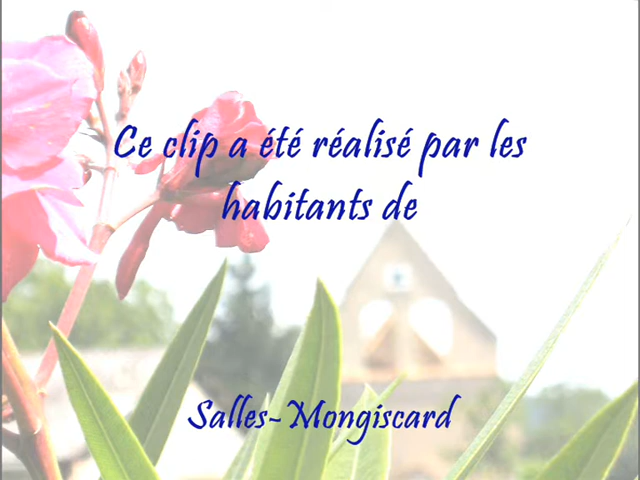 Ce clip a été réalisé par les
habitants de
Salles-Mongiscard